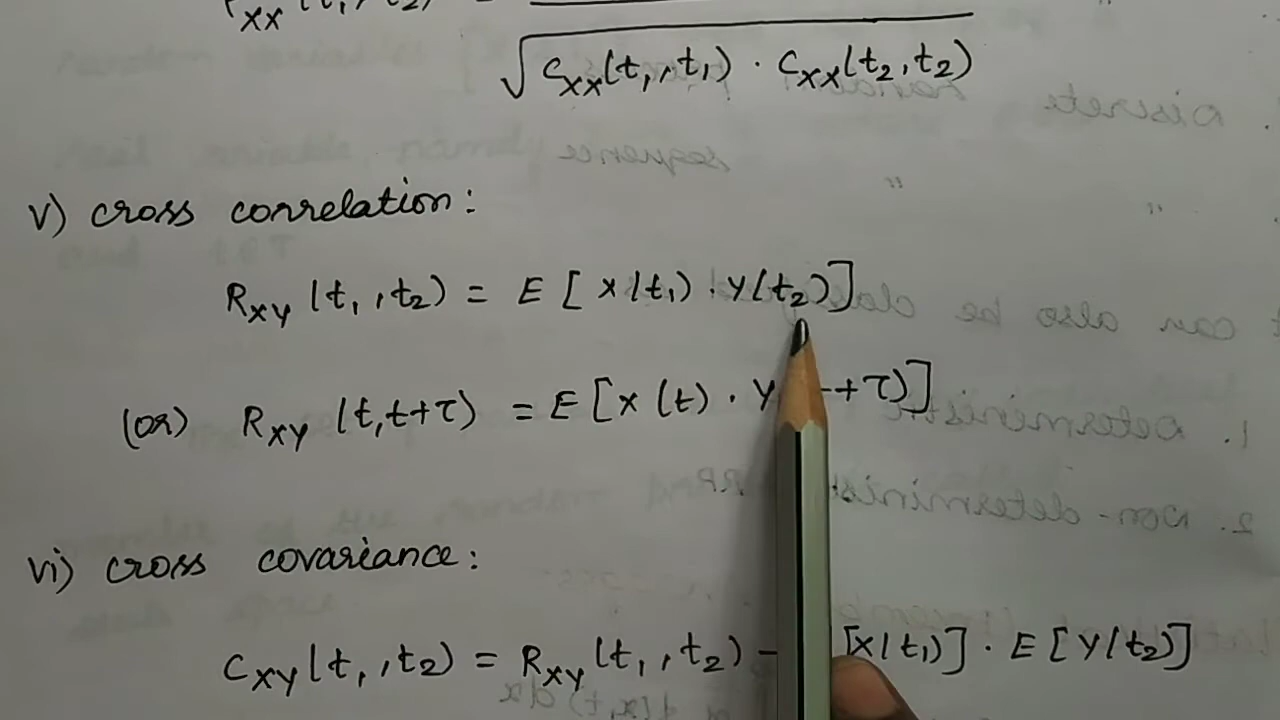 XX
√Cxx(t1,t1) · Cxx(t2,t2)
v) cross correlation:
RXY (t1,t2) = E[X(t1)·Y(t2)]
(or) RXY (t,t+τ) = E[X(t)·Y +τ)]
vi) cross covariance:
CXY(t1,t2) = RXY(t1,t2) - [X(t1)]·E[Y(t2)]